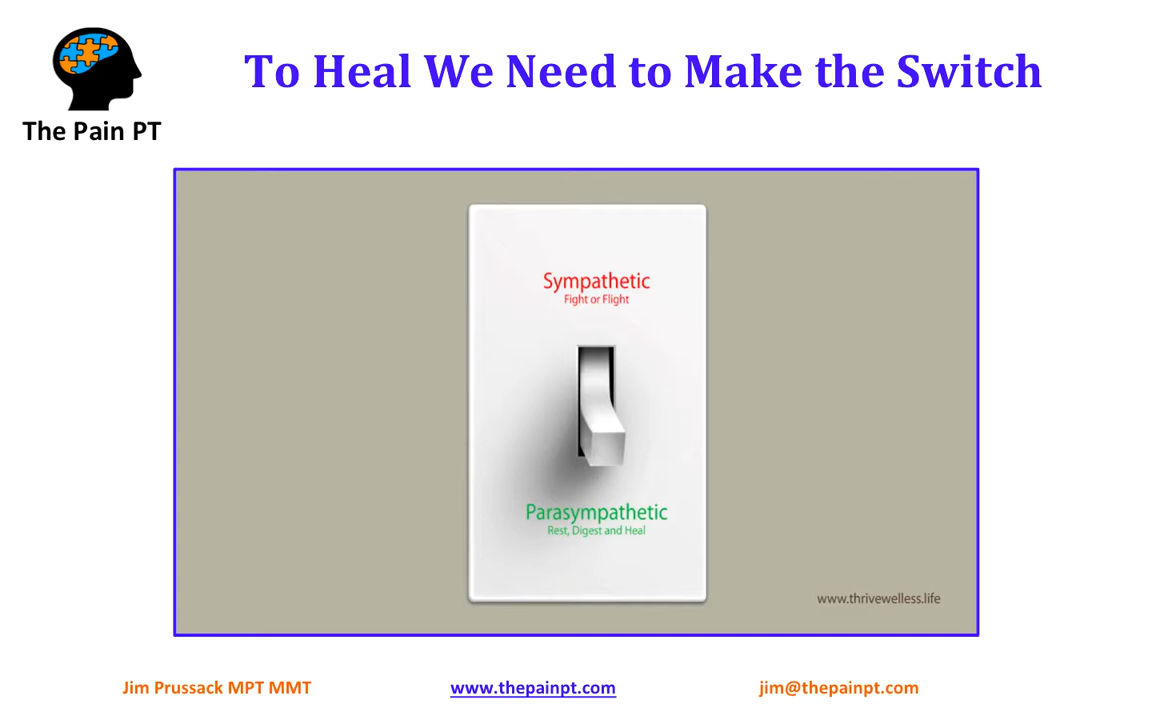 To Heal We Need to Make the Switch
The Pain PT
Sympathetic
Fight or Flight
Parasympathetic
Rest, Digest and Heal
www.thrivewelless.life
Jim Prussack MPT MMT www.thepainpt.com jim@thepainpt.com